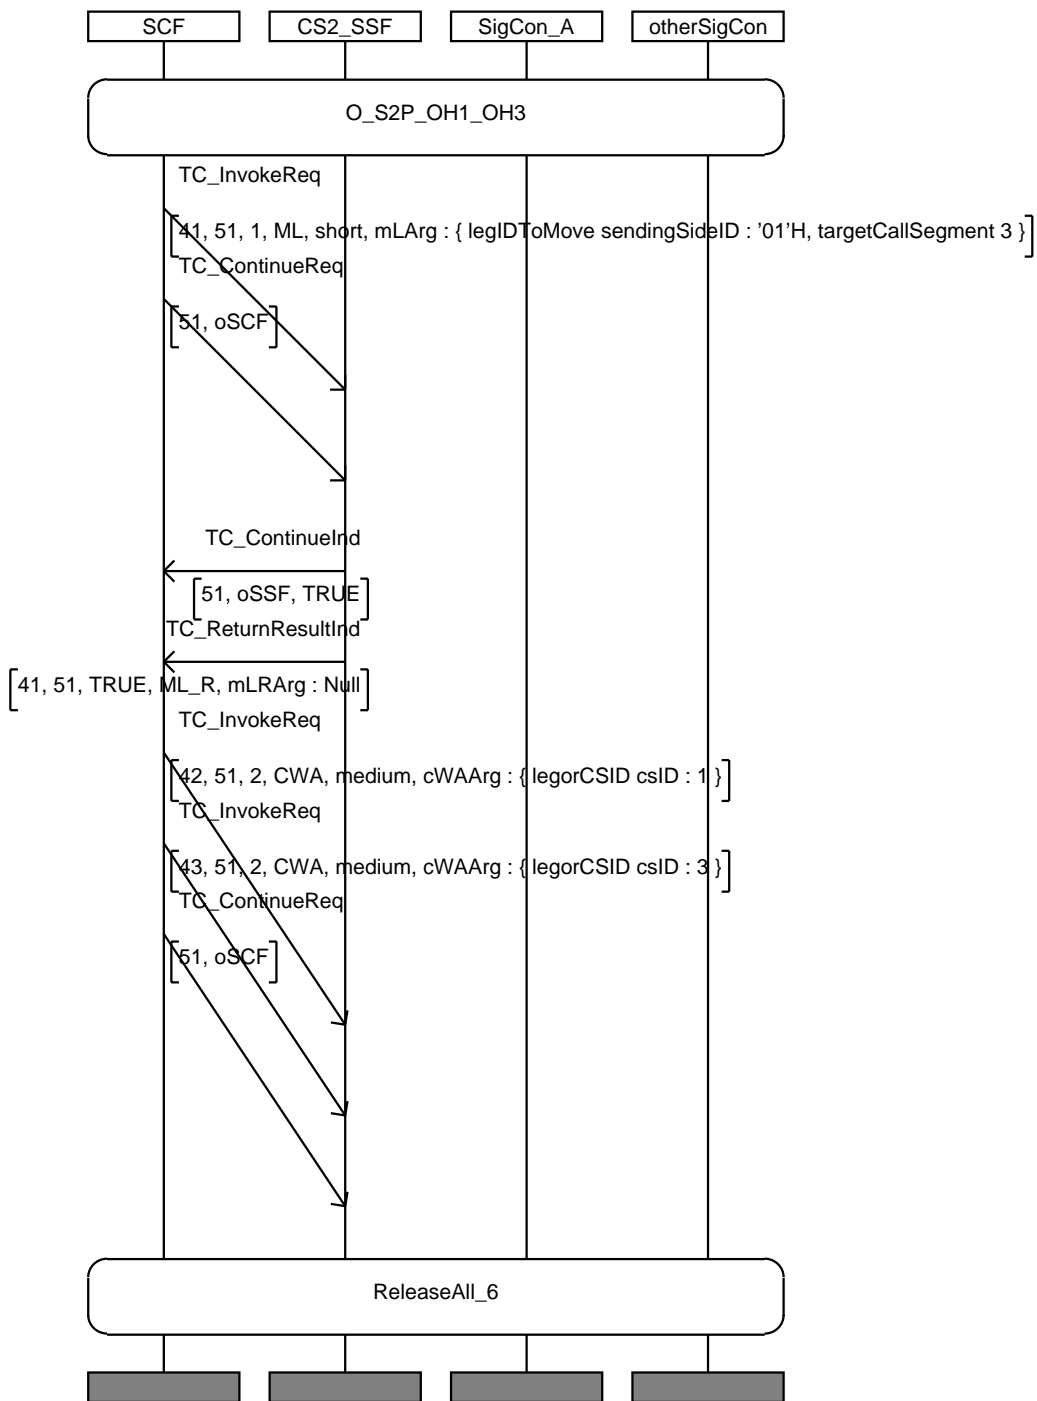 SCF CS2_SSF SigCon_A otherSigCon
O_S2P_OH1_OH3
TC_InvokeReq
41, 51, 1, ML, short, mLArg : { legIDToMove sendingSideID : '01'H, targetCallSegment 3 }
TC_ContinueReq
51, oSCF
TC_ContinueInd
51, oSSF, TRUE
TC_ReturnResultInd
41, 51, TRUE, ML_R, mLRArg : Null
TC_InvokeReq
42, 51, 2, CWA, medium, cWAArg : { legorCSID csID : 1 }
TC_InvokeReq
43, 51, 2, CWA, medium, cWAArg : { legorCSID csID : 3 }
TC_ContinueReq
51, oSCF
ReleaseAll_6